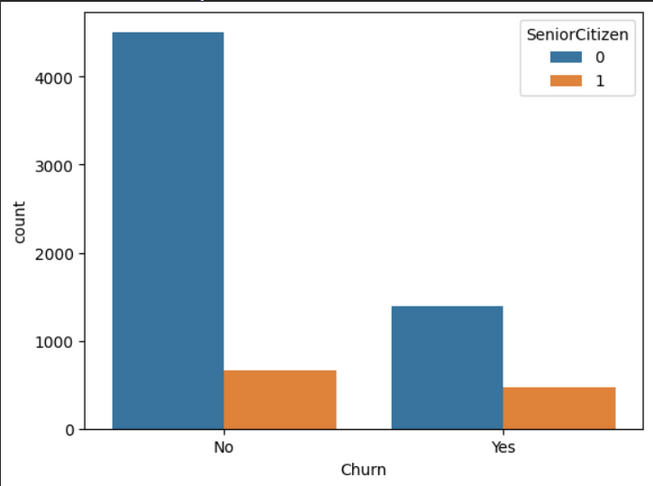 SeniorCitizen
0
1
4000
3000
2000
1000
0
count
No
Yes
Churn